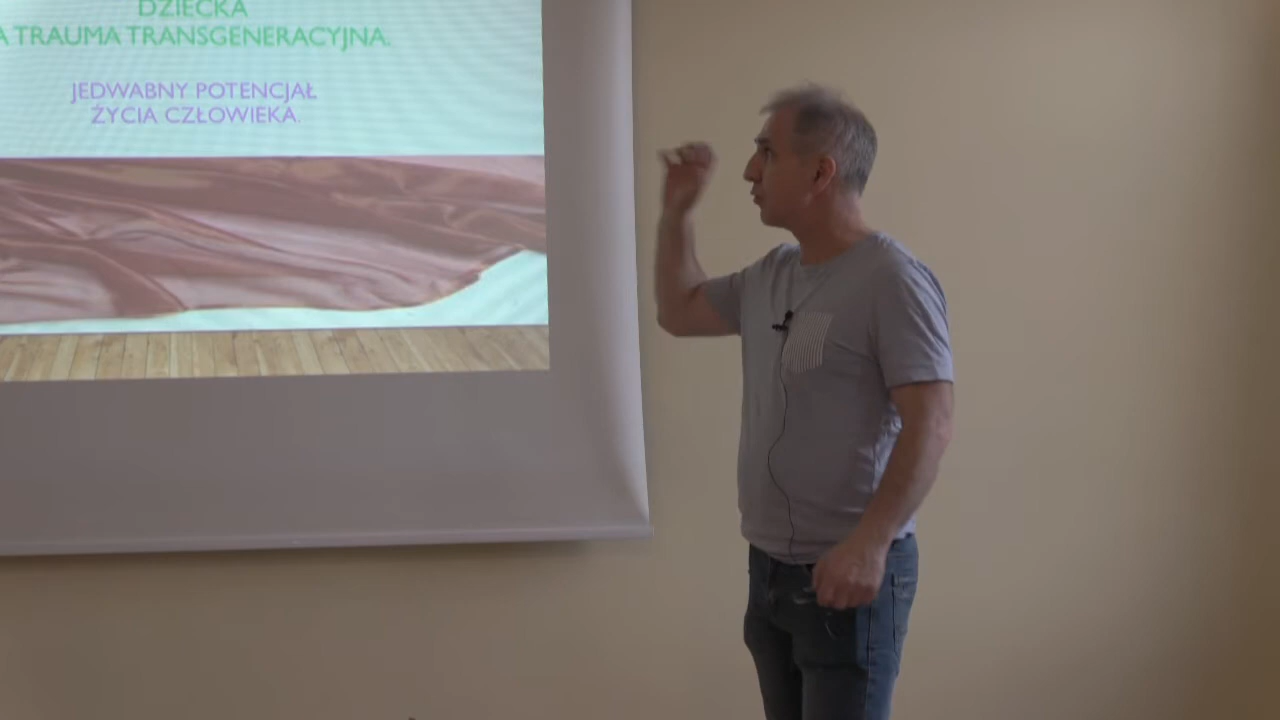 DZIECKA
A TRAUMA TRANSGENERACYJNA.
JEDWABNY POTENCJAŁ
ŻYCIA CZŁOWIEKA.